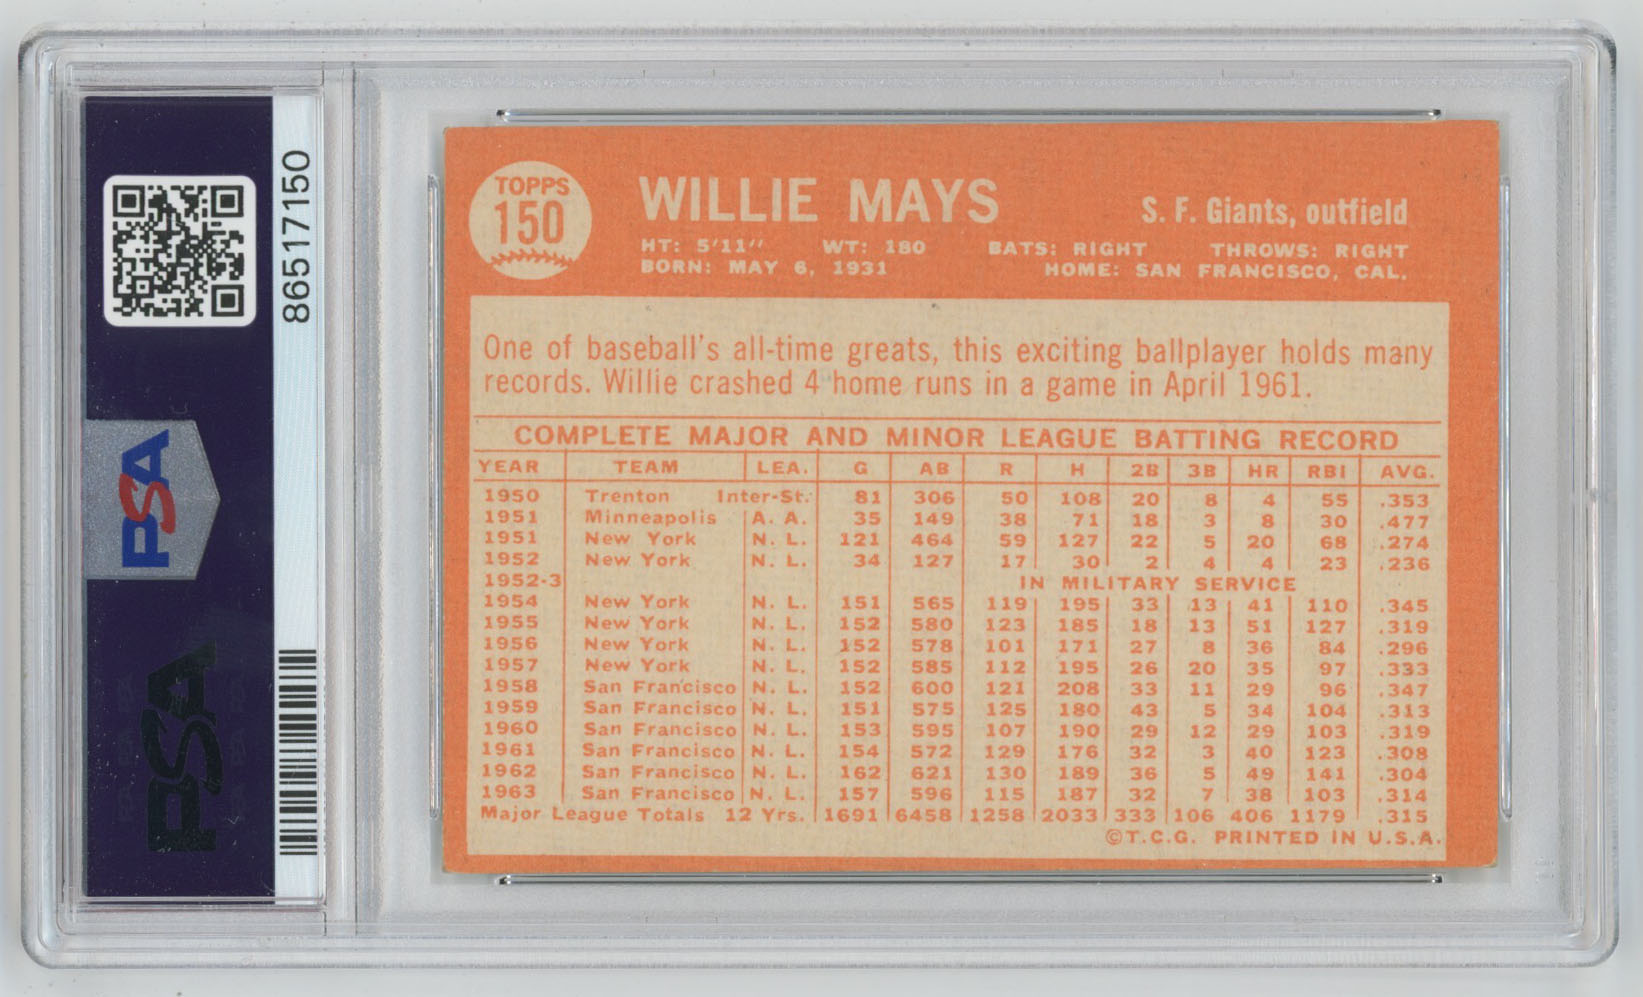 86517150
PSA
PSA
TOPPS
150
WILLIE MAYS
S. F. Giants, outfield
HT: 5'11" WT: 180 BATS: RIGHT THROWS: RIGHT
BORN: MAY 6, 1931 HOME: SAN FRANCISCO, CAL.
One of baseball's all-time greats, this exciting ballplayer holds many
records. Willie crashed 4 home runs in a game in April 1961.
COMPLETE MAJOR AND MINOR LEAGUE BATTING RECORD
YEAR TEAM LEA. G AB R H 2B 3B HR RBI AVG.
1950 Trenton Inter-St. 81 306 50 108 20 8 4 55 .353
1951 Minneapolis A. A. 35 149 38 71 18 3 8 30 .477
1951 New York N. L. 121 464 59 127 22 5 20 68 .274
1952 New York N. L. 34 127 17 30 2 4 4 23 .236
1952-3 IN MILITARY SERVICE
1954 New York N. L. 151 565 119 195 33 13 41 110 .345
1955 New York N. L. 152 580 123 185 18 13 51 127 .319
1956 New York N. L. 152 578 101 171 27 8 36 84 .296
1957 New York N. L. 152 585 112 195 26 20 35 97 .333
1958 San Francisco N. L. 152 600 121 208 33 11 29 96 .347
1959 San Francisco N. L. 151 575 125 180 43 5 34 104 .313
1960 San Francisco N. L. 153 595 107 190 29 12 29 103 .319
1961 San Francisco N. L. 154 572 129 176 32 3 40 123 .308
1962 San Francisco N. L. 162 621 130 189 36 5 49 141 .304
1963 San Francisco N. L. 157 596 115 187 32 7 38 103 .314
Major League Totals 12 Yrs. 1691 6458 1258 2033 333 106 406 1179 .315
©T.C.G. PRINTED IN U.S.A.